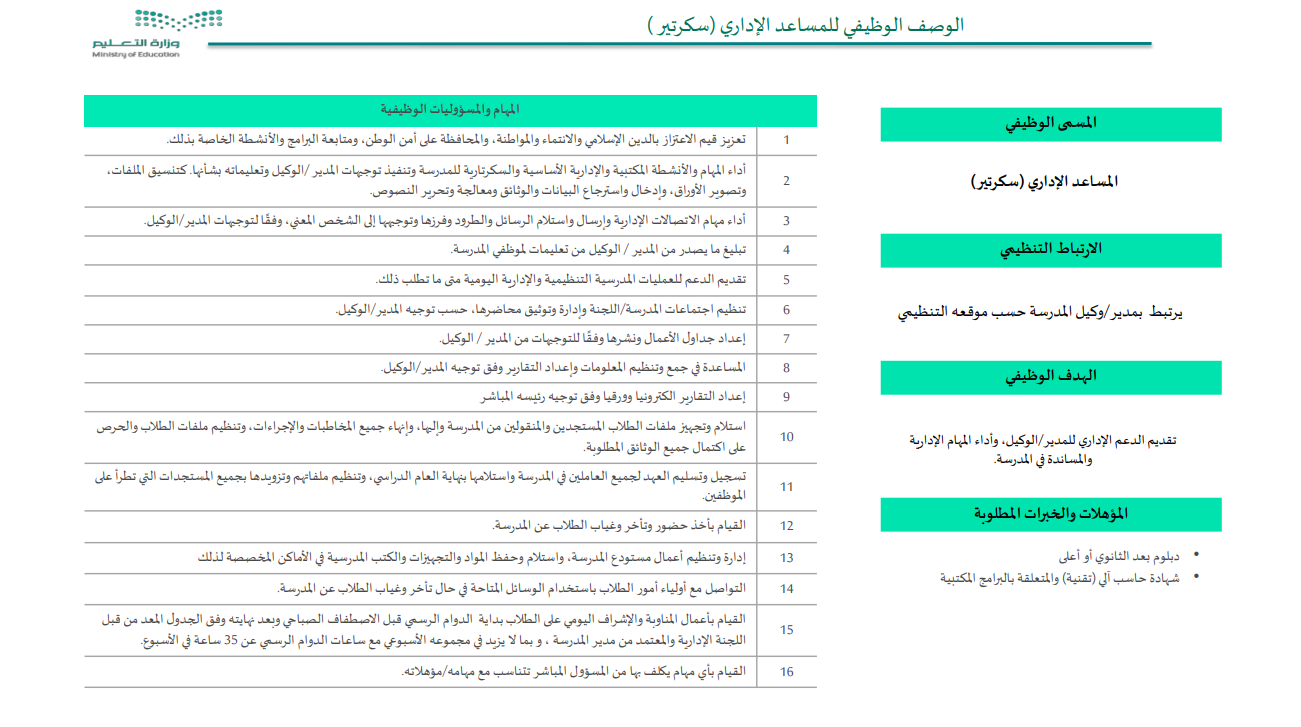 الوصف الوظيفي للمساعد الإداري (سكرتير )
وزارة التعليم
Ministry of Education
المسمى الوظيفي
المساعد الإداري (سكرتير)
الارتباط التنظيمي
يرتبط بمدير/وكيل المدرسة حسب موقعه التنظيمي
الهدف الوظيفي
تقديم الدعم الإداري للمدير/الوكيل، وأداء المهام الإدارية
والمساندة في المدرسة.
المؤهلات والخبرات المطلوبة
• دبلوم بعد الثانوي أو أعلى
• شهادة حاسب آلي (تقنية) والمتعلقة بالبرامج المكتبية
المهام والمسؤوليات الوظيفية
1 تعزيز قيم الاعتزاز بالدين الإسلامي والانتماء والمواطنة، والمحافظة على أمن الوطن، ومتابعة البرامج والأنشطة الخاصة بذلك.
2 أداء المهام والأنشطة المكتبية والإدارية الأساسية والسكرتارية للمدرسة وتنفيذ توجيهات المدير /الوكيل وتعليماته بشأنها. كتنسيق الملفات،
وتصوير الأوراق، وإدخال واسترجاع البيانات والوثائق ومعالجة وتحرير النصوص.
3 أداء مهام الاتصالات الإدارية وإرسال واستلام الرسائل والطرود وفرزها وتوجيهها إلى الشخص المعني، وفقًا لتوجيهات المدير/الوكيل.
4 تبليغ ما يصدر من المدير / الوكيل من تعليمات لموظفي المدرسة.
5 تقديم الدعم للعمليات المدرسية التنظيمية والإدارية اليومية متى ما تطلب ذلك.
6 تنظيم اجتماعات المدرسة/اللجنة وإدارة وتوثيق محاضرها، حسب توجيه المدير/الوكيل.
7 إعداد جداول الأعمال ونشرها وفقًا للتوجيهات من المدير / الوكيل.
8 المساعدة في جمع وتنظيم المعلومات وإعداد التقارير وفق توجيه المدير/الوكيل.
9 إعداد التقارير الكترونيا وورقيا وفق توجيه رئيسه المباشر
10 استلام وتجهيز ملفات الطلاب المستجدين والمنقولين من المدرسة وإليها، وإنهاء جميع المخاطبات والإجراءات، وتنظيم ملفات الطلاب والحرص
على اكتمال جميع الوثائق المطلوبة.
11 تسجيل وتسليم العهد لجميع العاملين في المدرسة واستلامها بنهاية العام الدراسي، وتنظيم ملفاتهم وتزويدها بجميع المستجدات التي تطرأ على
الموظفين.
12 القيام بأخذ حضور وتأخر وغياب الطلاب عن المدرسة.
13 إدارة وتنظيم أعمال مستودع المدرسة، واستلام وحفظ المواد والتجهيزات والكتب المدرسية في الأماكن المخصصة لذلك
14 التواصل مع أولياء أمور الطلاب باستخدام الوسائل المتاحة في حال تأخر وغياب الطلاب عن المدرسة.
15 القيام بأعمال المناوبة والإشراف اليومي على الطلاب بداية الدوام الرسمي قبل الاصطفاف الصباحي وبعد نهايته وفق الجدول المعد من قبل
اللجنة الإدارية والمعتمد من مدير المدرسة ، و بما لا يزيد في مجموعه الأسبوعي مع ساعات الدوام الرسمي عن 35 ساعة في الأسبوع.
16 القيام بأي مهام يكلف بها من المسؤول المباشر تتناسب مع مهامه/مؤهلاته.